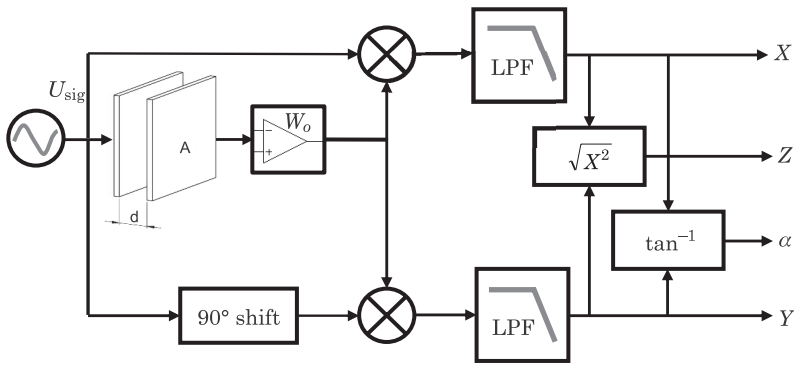 X
LPF
U_sig
W_o
−
+
A
√X²
Z
d
tan⁻¹
α
90° shift
LPF
Y